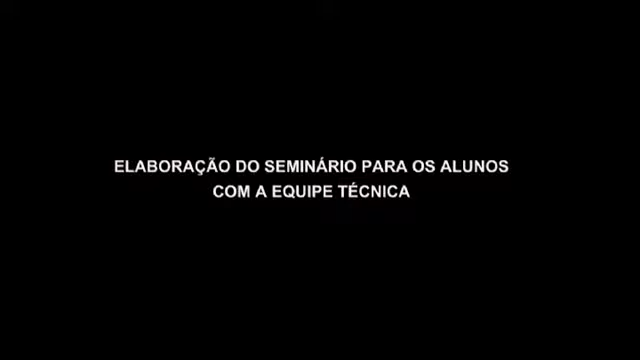 ELABORAÇÃO DO SEMINÁRIO PARA OS ALUNOS
COM A EQUIPE TÉCNICA